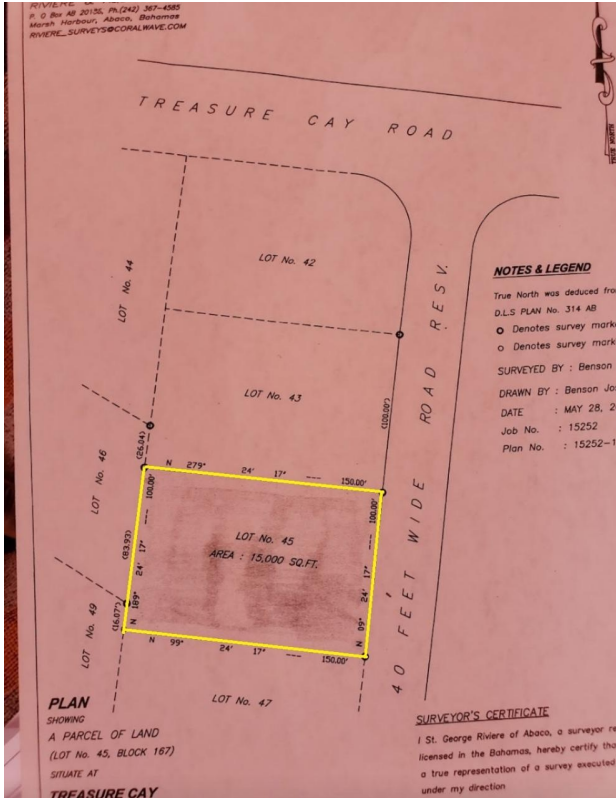 P. O Box AB 20155, Ph.(242) 367-4585
Marsh Harbour, Abaco, Bahamas
RIVIERE_SURVEYS@CORALWAVE.COM
TREASURE CAY ROAD
LOT No. 42
LOT No. 44
40 FEET WIDE ROAD RESV.
NOTES & LEGEND
True North was deduced fro
D.L.S PLAN No. 314 AB
Denotes survey mark
Denotes survey mark
SURVEYED BY : Benson
DRAWN BY : Benson Jo
DATE : MAY 28, 2
Job No. : 15252
Plan No. : 15252-1
LOT No. 43
(100.00')
(26.04)
LOT No. 46
N 279° 24' 17" --- 150.00'
100.00'
N 189° 24' 17" ---
(83.93)
LOT No. 45
AREA : 15,000 SQ.FT.
N 09° 24' 17" --- 100.00'
(16.07')
LOT No. 49
N 99° 24' 17" --- 150.00'
LOT No. 47
PLAN
SHOWING
A PARCEL OF LAND
(LOT No. 45, BLOCK 167)
SITUATE AT
TREASURE CAY
SURVEYOR'S CERTIFICATE
I St. George Riviere of Abaco, a surveyor re
licensed in the Bahamas, hereby certify tha
a true representation of a survey executed
under my direction